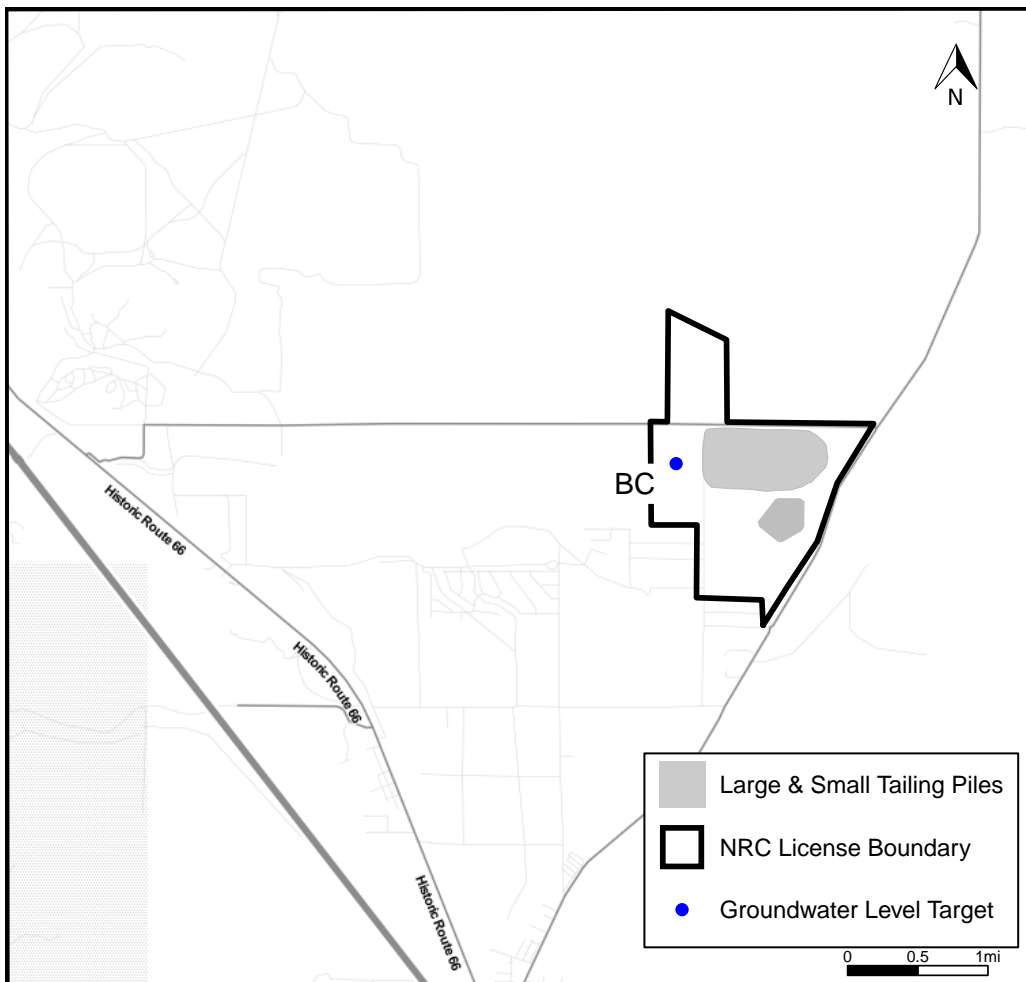 N
BC
Historic Route 66
Historic Route 66
Historic Route 66
Large & Small Tailing Piles
NRC License Boundary
Groundwater Level Target
0 0.5 1mi